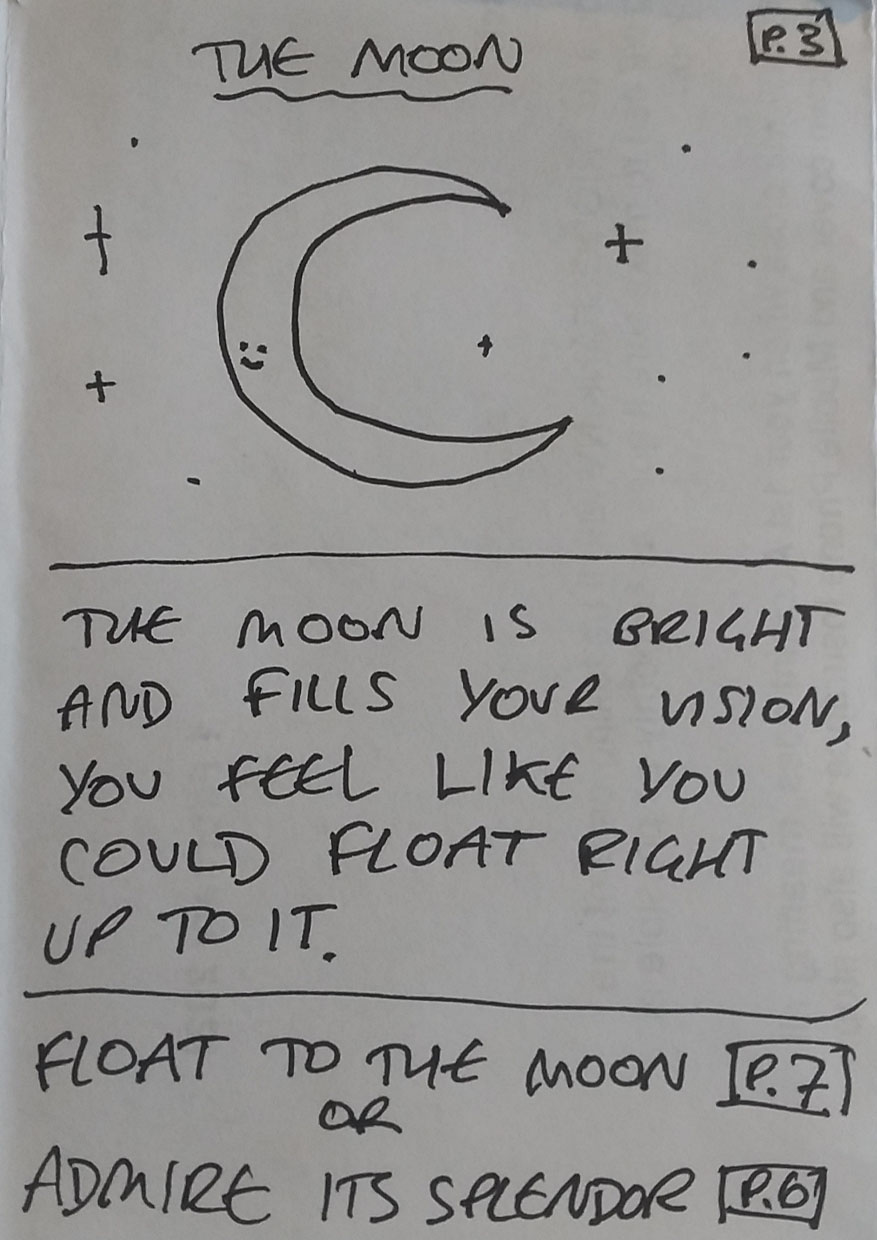 THE MOON
P.3
THE MOON IS BRIGHT
AND FILLS YOUR VISION,
YOU FEEL LIKE YOU
COULD FLOAT RIGHT
UP TO IT.
FLOAT TO THE MOON P.7
OR
ADMIRE ITS SPLENDOR P.6